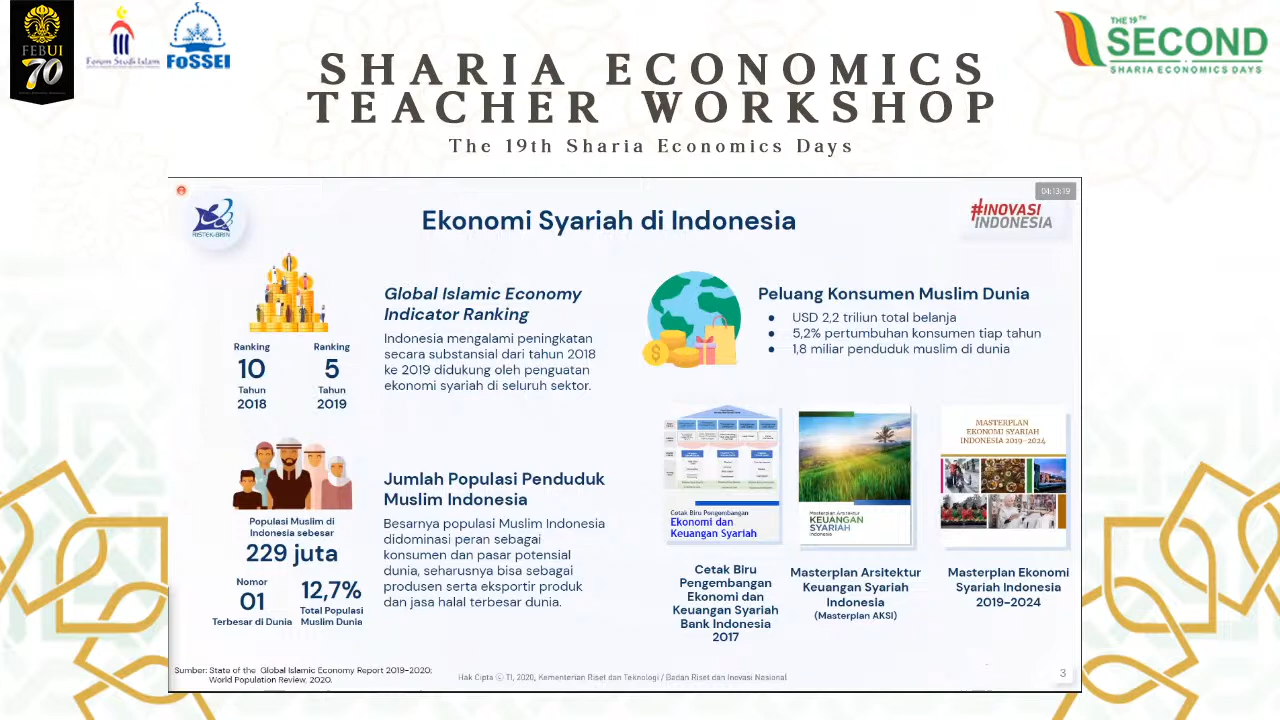 FEBUI
70
Forum Studi Islam
FoSSEI
SHARIA ECONOMICS
TEACHER WORKSHOP
The 19th Sharia Economics Days
THE 19TH
SECOND
SHARIA ECONOMICS DAYS
04:13:19
RISTEK-BRIN
Ekonomi Syariah di Indonesia
#INOVASI
INDONESIA
Ranking
10
Tahun
2018
Ranking
5
Tahun
2019
Global Islamic Economy
Indicator Ranking
Indonesia mengalami peningkatan
secara substansial dari tahun 2018
ke 2019 didukung oleh penguatan
ekonomi syariah di seluruh sektor.
Peluang Konsumen Muslim Dunia
● USD 2,2 triliun total belanja
● 5,2% pertumbuhan konsumen tiap tahun
● 1,8 miliar penduduk muslim di dunia
Populasi Muslim di
Indonesia sebesar
229 juta
Nomor
01
Terbesar di Dunia
12,7%
Total Populasi
Muslim Dunia
Jumlah Populasi Penduduk
Muslim Indonesia
Besarnya populasi Muslim Indonesia
didominasi peran sebagai
konsumen dan pasar potensial
dunia, seharusnya bisa sebagai
produsen serta eksportir produk
dan jasa halal terbesar dunia.
Cetak Biru Pengembangan
Ekonomi dan
Keuangan Syariah
Cetak Biru
Pengembangan
Ekonomi dan
Keuangan Syariah
Bank Indonesia
2017
Masterplan Arsitektur
KEUANGAN
SYARIAH
Indonesia
Masterplan Arsitektur
Keuangan Syariah
Indonesia
(Masterplan AKSI)
MASTERPLAN
EKONOMI SYARIAH
INDONESIA 2019-2024
Masterplan Ekonomi
Syariah Indonesia
2019-2024
Sumber: State of the Global Islamic Economy Report 2019-2020;
World Population Review, 2020.
Hak Cipta ⓒ TI, 2020, Kementerian Riset dan Teknologi / Badan Riset dan Inovasi Nasional
3